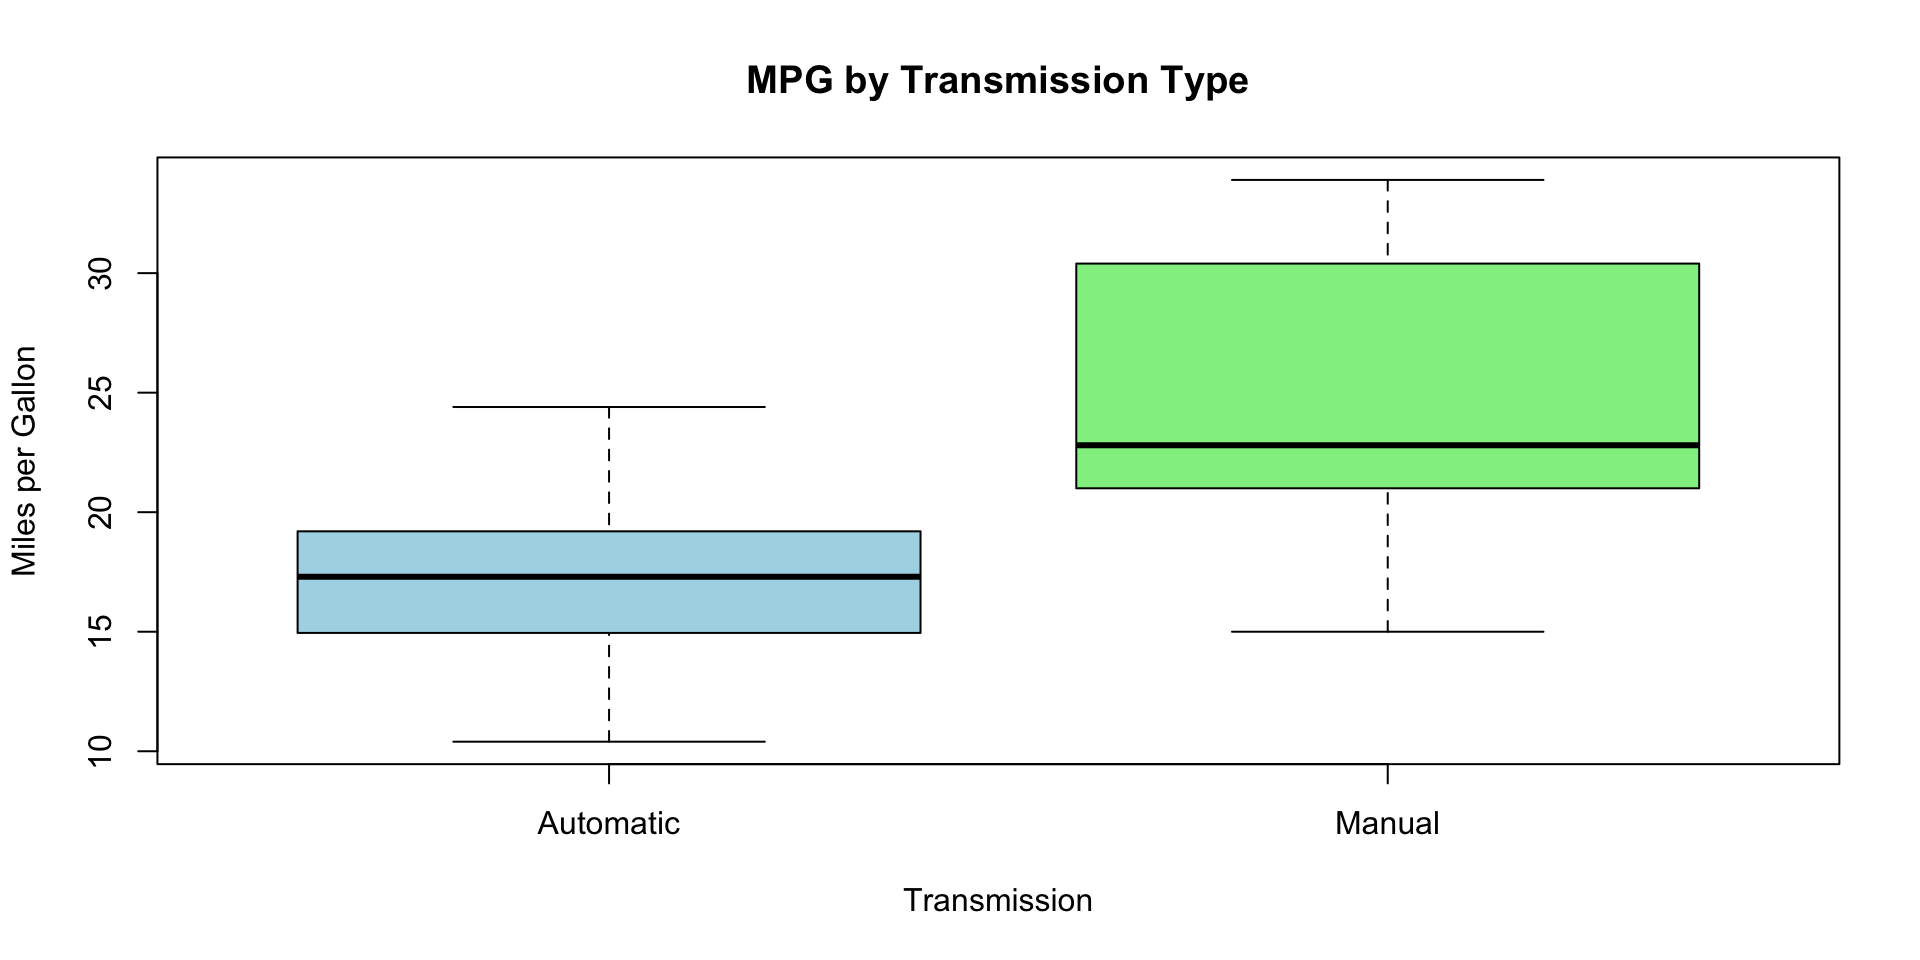 MPG by Transmission Type
Miles per Gallon
30
25
20
15
10
Automatic
Manual
Transmission